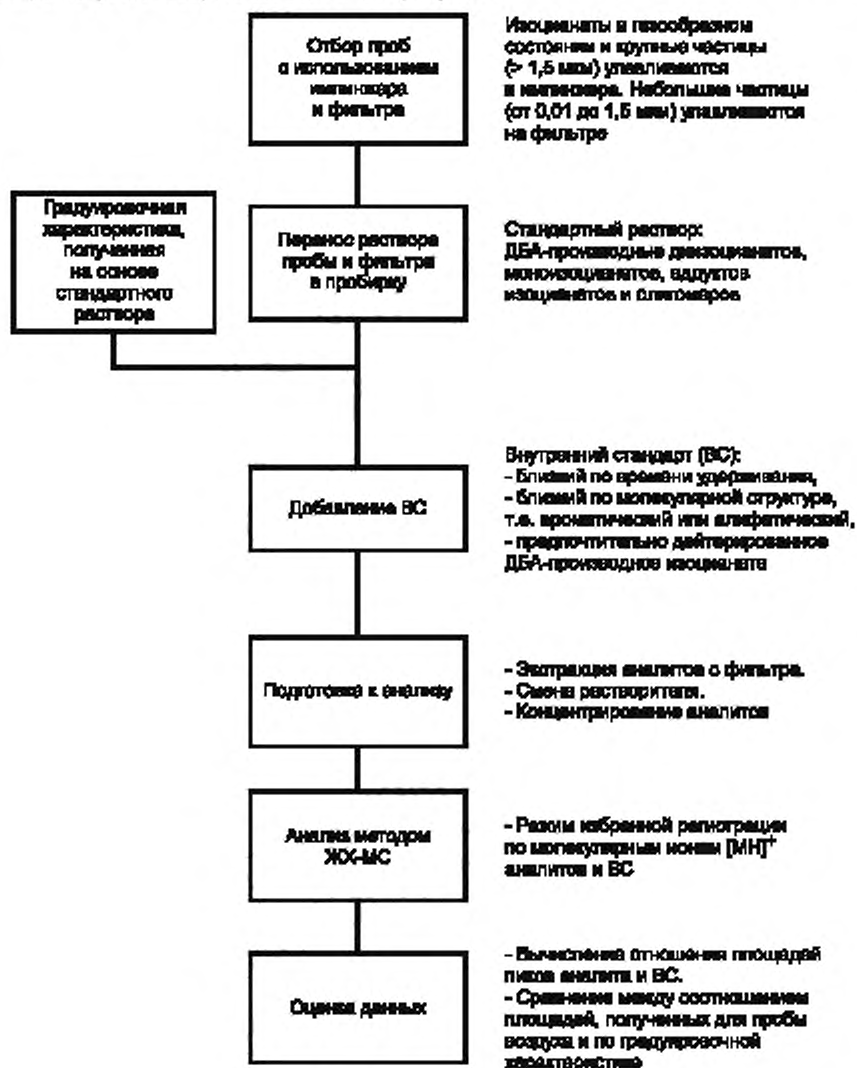 Отбор проб
с использованием
импинжера
и фильтра
Изоцианаты в газообразном
состоянии и крупные частицы
(> 1,5 мкм) улавливаются
в импинжере. Небольшие частицы
(от 0,01 до 1,5 мкм) улавливаются
на фильтре
Градуировочная
характеристика,
полученная
на основе
стандартного
раствора
Перенос раствора
пробы и фильтра
в пробирку
Стандартный раствор:
ДБА-производные диизоцианатов,
моноизоцианатов, аддуктов
изоцианатов и олигомеров
Добавление ВС
Внутренний стандарт (ВС):
- близкий по времени удерживания,
- близкий по молекулярной структуре,
т.е. ароматический или алифатический,
- предпочтительно дейтерированное
ДБА-производное изоцианата
Подготовка к анализу
- Экстракция аналитов с фильтра.
- Смена растворителя.
- Концентрирование аналитов
Анализ методом
ЖХ-МС
- Режим избранной регистрации
по молекулярным ионам [МН]⁺
аналитов и ВС
Оценка данных
- Вычисление отношения площадей
пиков аналита и ВС.
- Сравнение между соотношением
площадей, полученных для пробы
воздуха и по градуировочной
характеристике